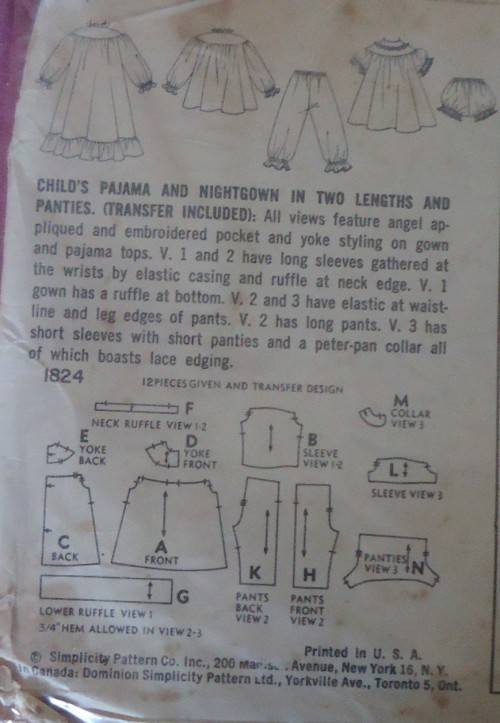 CHILD'S PAJAMA AND NIGHTGOWN IN TWO LENGTHS AND
PANTIES. (TRANSFER INCLUDED): All views feature angel ap-
pliqued and embroidered pocket and yoke styling on gown
and pajama tops. V. 1 and 2 have long sleeves gathered at
the wrists by elastic casing and ruffle at neck edge. V. 1
gown has a ruffle at bottom. V. 2 and 3 have elastic at waist-
line and leg edges of pants. V. 2 has long pants. V. 3 has
short sleeves with short panties and a peter-pan collar all
of which boasts lace edging.
1824
12 PIECES GIVEN AND TRANSFER DESIGN
F
NECK RUFFLE VIEW 1-2
E
YOKE
BACK
D
YOKE
FRONT
B
SLEEVE
VIEW 1-2
M
COLLAR
VIEW 3
L
SLEEVE VIEW 3
C
BACK
A
FRONT
K
PANTS
BACK
VIEW 2
H
PANTS
FRONT
VIEW 2
PANTIES
VIEW 3 N
G
LOWER RUFFLE VIEW 1
3/4" HEM ALLOWED IN VIEW 2-3
Printed in U. S. A.
© Simplicity Pattern Co. Inc., 200 Avenue, New York 16, N. Y.
In Canada: Dominion Simplicity Pattern Ltd., Yorkville Ave., Toronto 5, Ont.